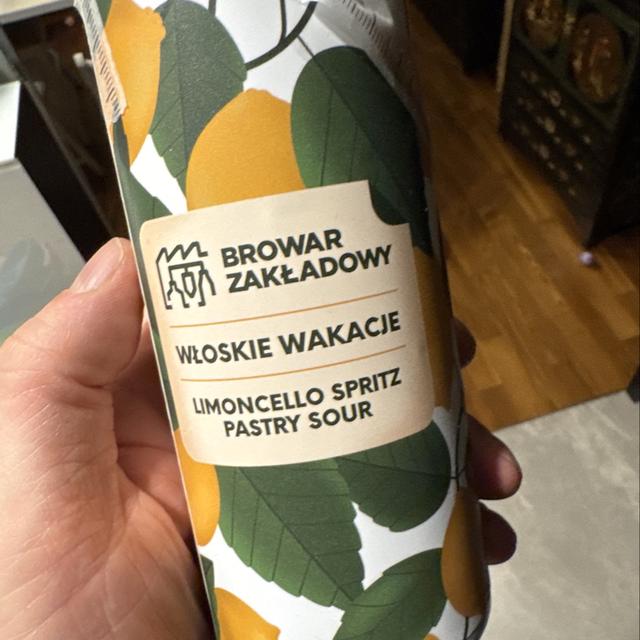 BROWAR
ZAKŁADOWY
WŁOSKIE WAKACJE
LIMONCELLO SPRITZ
PASTRY SOUR